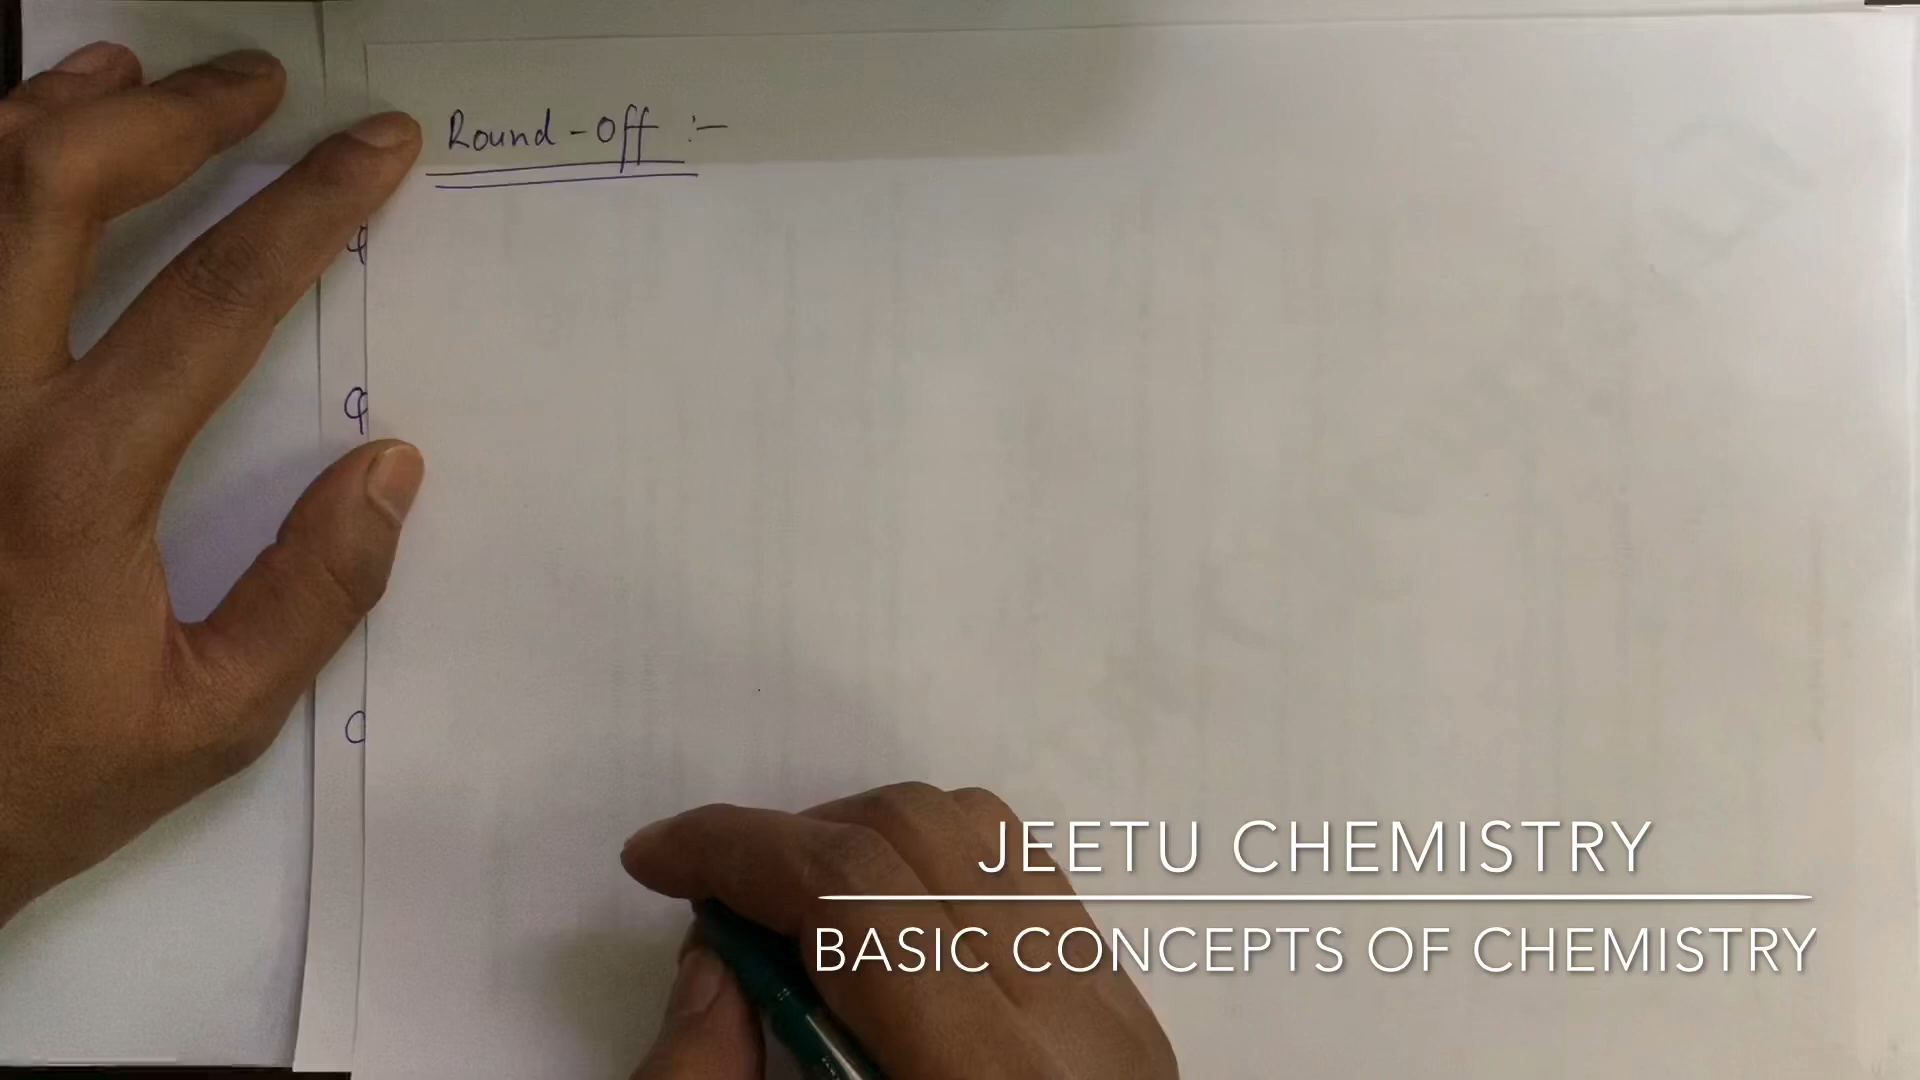 Round-Off :-
φ
φ
JEETU CHEMISTRY
BASIC CONCEPTS OF CHEMISTRY